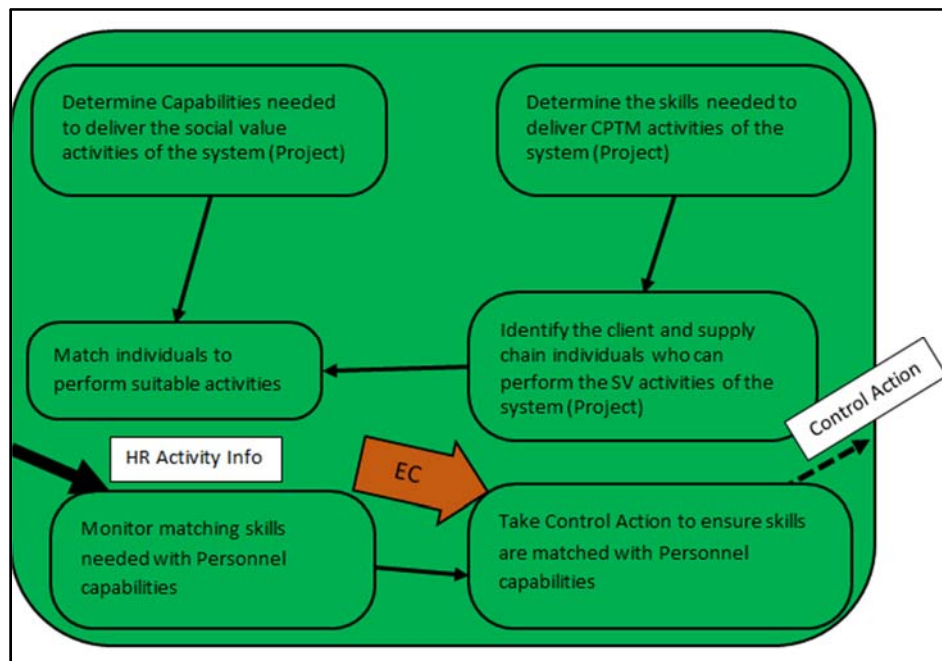 Determine Capabilities needed
to deliver the social value
activities of the system (Project)
Determine the skills needed to
deliver CPTM activities of the
system (Project)
Match individuals to
perform suitable activities
Identify the client and supply
chain individuals who can
perform the SV activities of the
system (Project)
Control Action
HR Activity Info
EC
Monitor matching skills
needed with Personnel
capabilities
Take Control Action to ensure skills
are matched with Personnel
capabilities